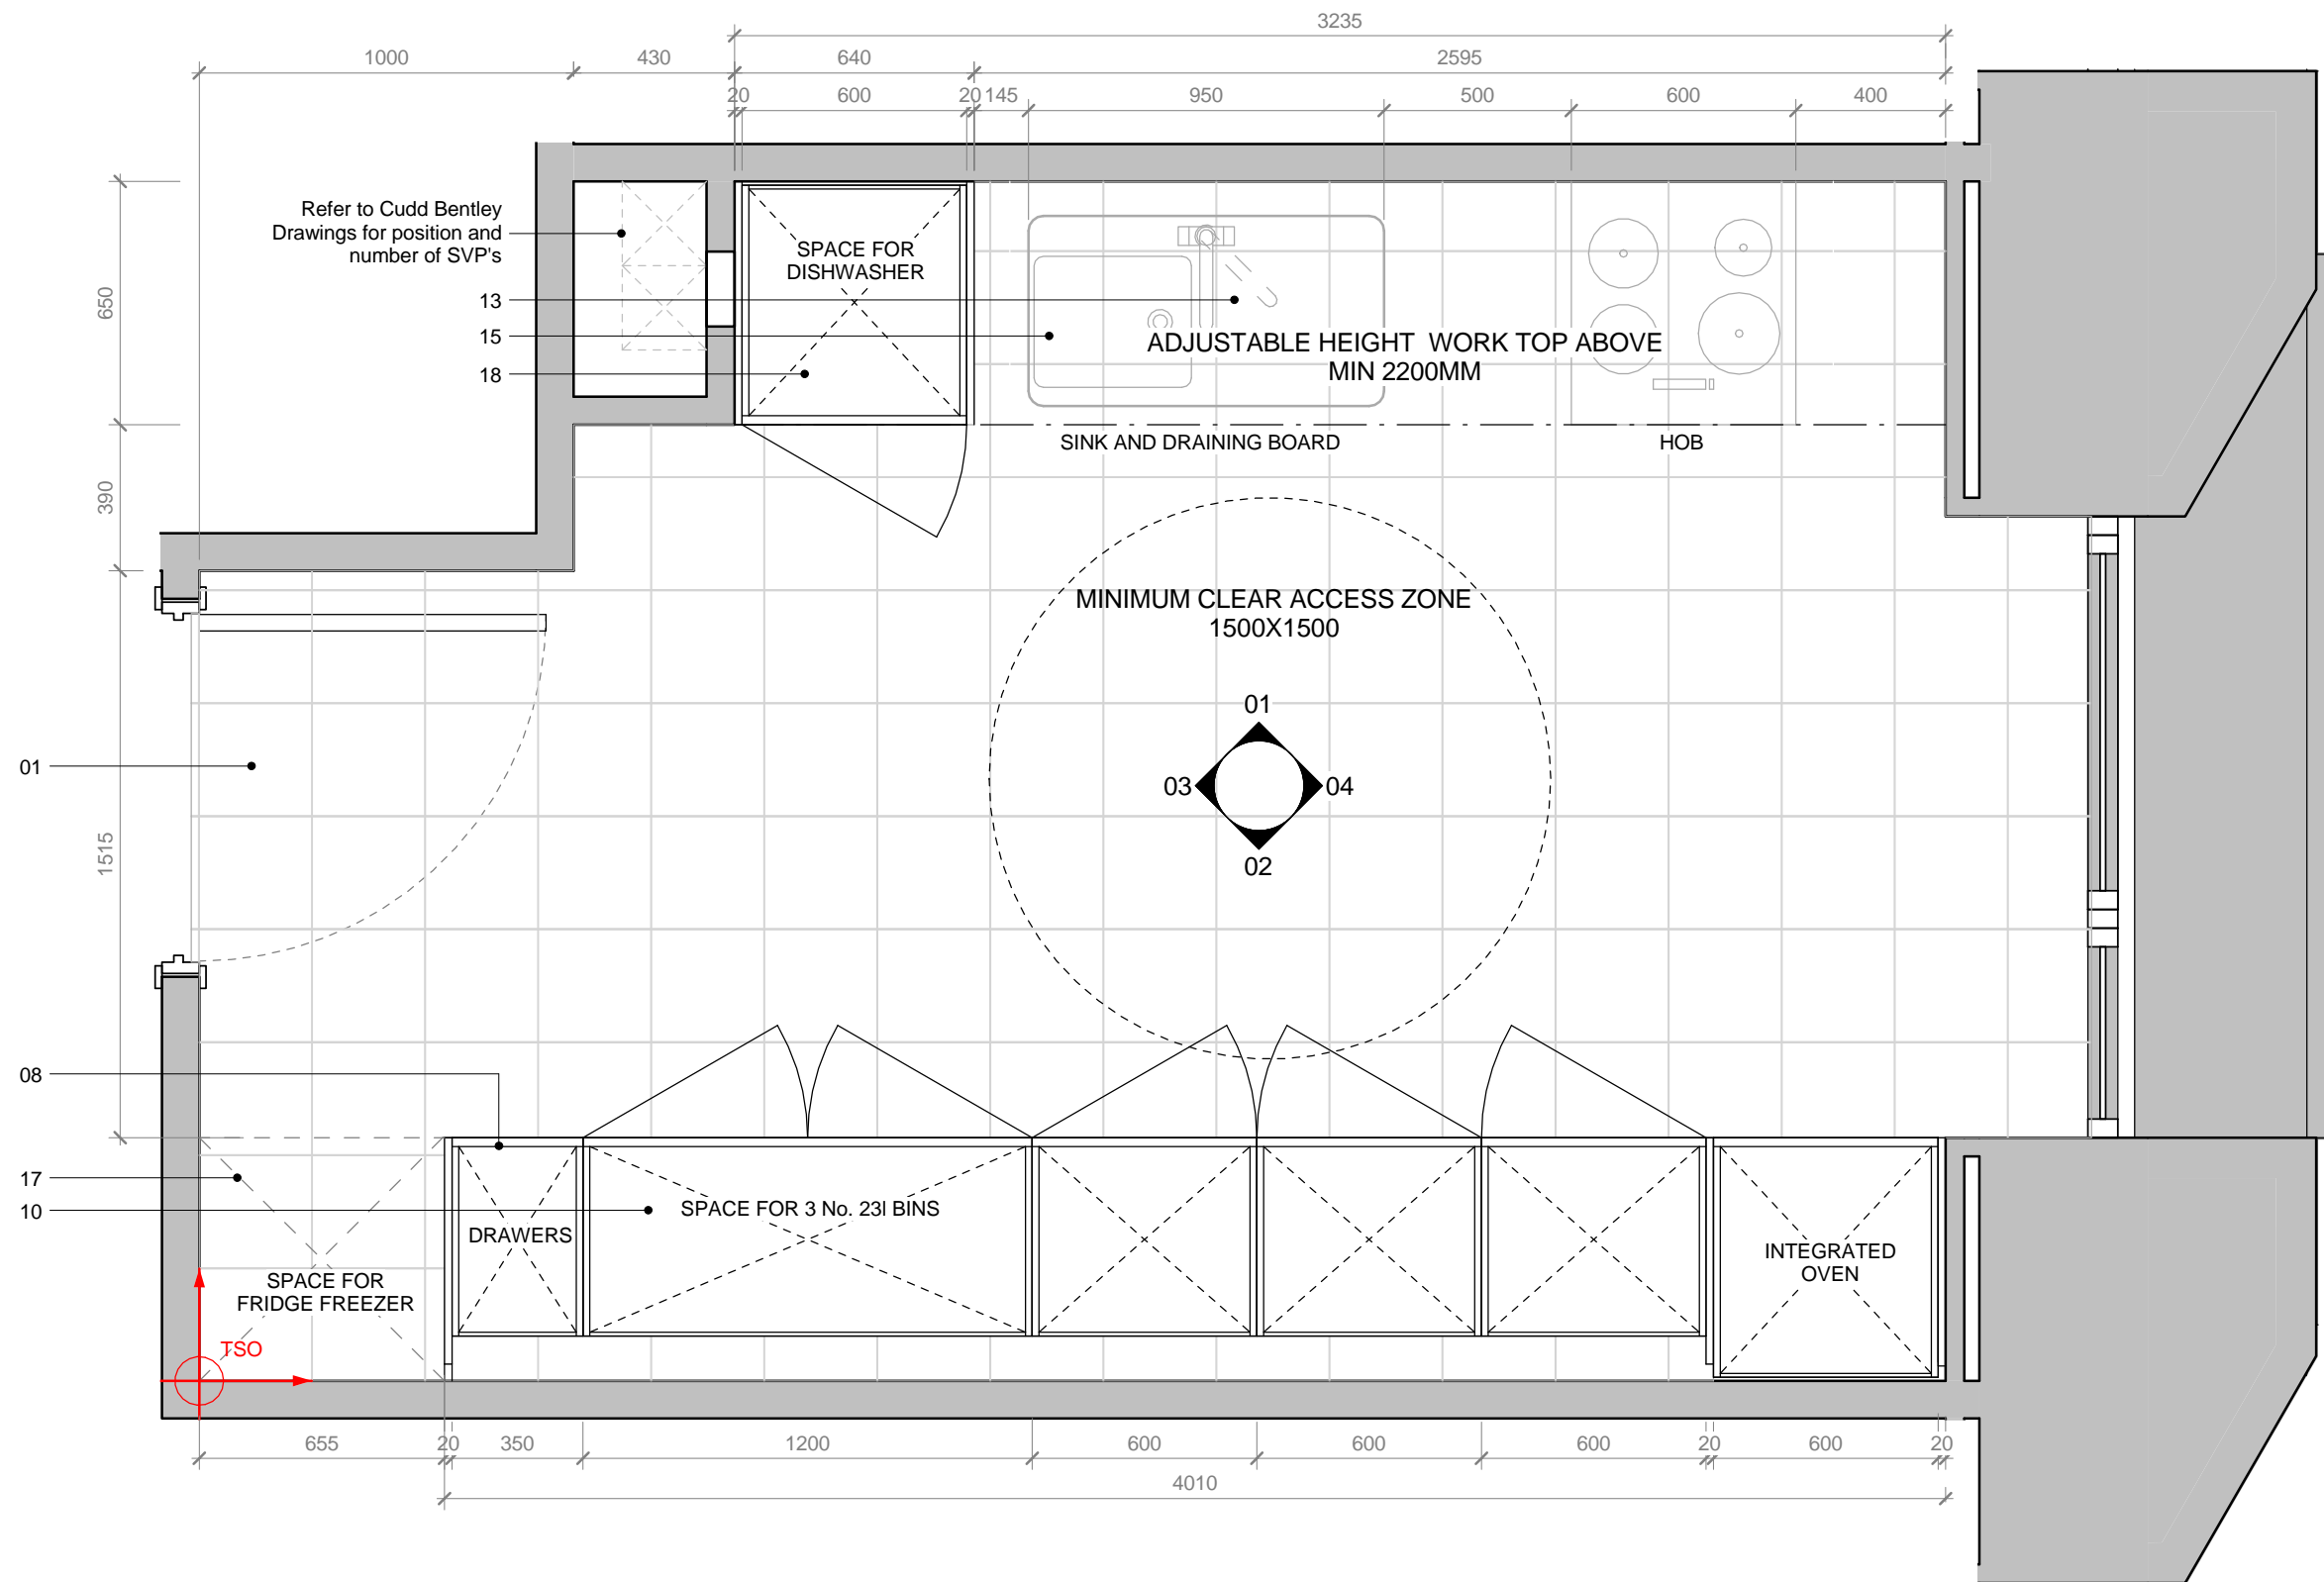 3235
1000
430
640
2595
20
600
20
145
950
500
600
400
Refer to Cudd Bentley
Drawings for position and
number of SVP's
SPACE FOR
DISHWASHER
13
15
18
650
ADJUSTABLE HEIGHT WORK TOP ABOVE
MIN 2200MM
SINK AND DRAINING BOARD
HOB
390
MINIMUM CLEAR ACCESS ZONE
1500X1500
01
03
04
02
01
1515
08
17
10
SPACE FOR 3 No. 23l BINS
DRAWERS
INTEGRATED
OVEN
SPACE FOR
FRIDGE FREEZER
TSO
655
20
350
1200
600
600
600
20
600
20
4010